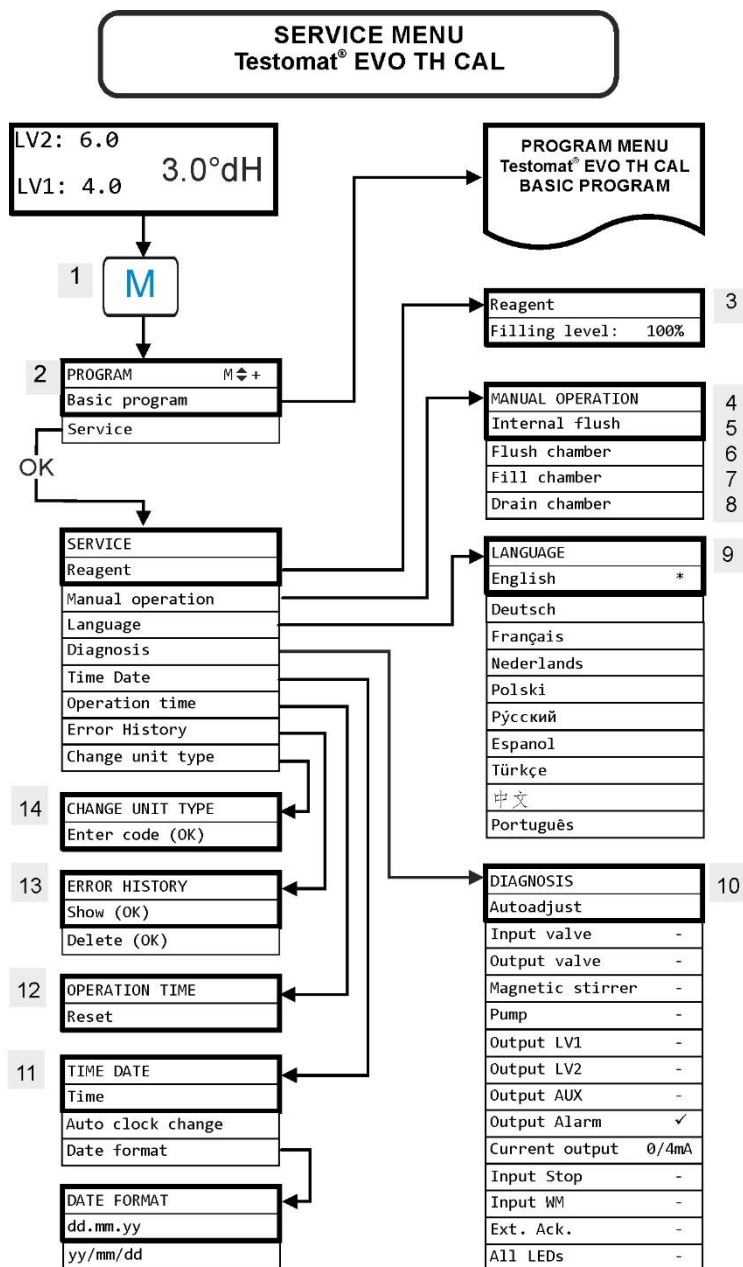 SERVICE MENU
Testomat® EVO TH CAL
LV2: 6.0
LV1: 4.0
3.0°dH
1
M
2
PROGRAM M+
Basic program
Service
OK
SERVICE
Reagent
Manual operation
Language
Diagnosis
Time Date
Operation time
Error History
Change unit type
14
CHANGE UNIT TYPE
Enter code (OK)
13
ERROR HISTORY
Show (OK)
Delete (OK)
12
OPERATION TIME
Reset
11
TIME DATE
Time
Auto clock change
Date format
DATE FORMAT
dd.mm.yy
yy/mm/dd
PROGRAM MENU
Testomat® EVO TH CAL
BASIC PROGRAM
Reagent
Filling level: 100%
3
MANUAL OPERATION
4
Internal flush
5
Flush chamber
6
Fill chamber
7
Drain chamber
8
LANGUAGE
9
English *
Deutsch
Français
Nederlands
Polski
Ру́сский
Espanol
Türkçe
中文
Português
DIAGNOSIS
10
Autoadjust
Input valve -
Output valve -
Magnetic stirrer -
Pump -
Output LV1 -
Output LV2 -
Output AUX -
Output Alarm ✓
Current output 0/4mA
Input Stop -
Input WM -
Ext. Ack. -
All LEDs -